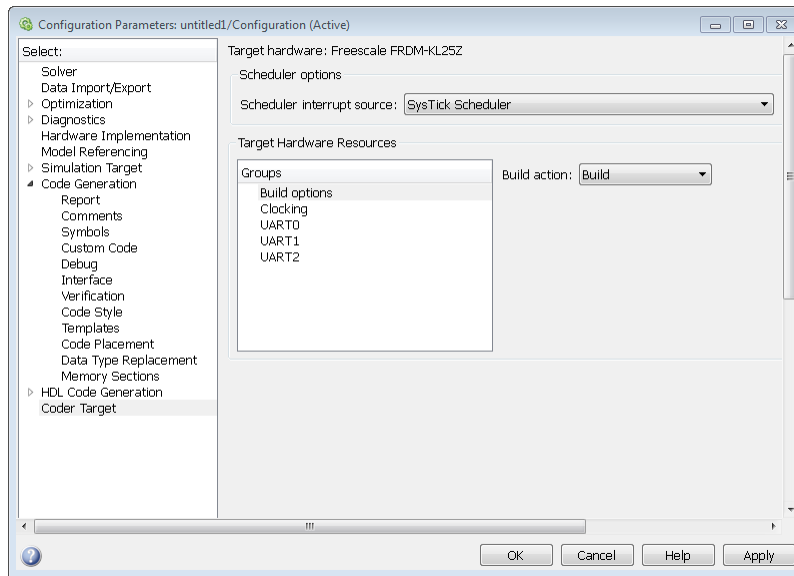 Configuration Parameters: untitled1/Configuration (Active)
Select:
Solver
Data Import/Export
Optimization
Diagnostics
Hardware Implementation
Model Referencing
Simulation Target
Code Generation
Report
Comments
Symbols
Custom Code
Debug
Interface
Verification
Code Style
Templates
Code Placement
Data Type Replacement
Memory Sections
HDL Code Generation
Coder Target
Target hardware: Freescale FRDM-KL25Z
Scheduler options
Scheduler interrupt source: SysTick Scheduler
Target Hardware Resources
Groups
Build options
Clocking
UART0
UART1
UART2
Build action: Build
OK Cancel Help Apply